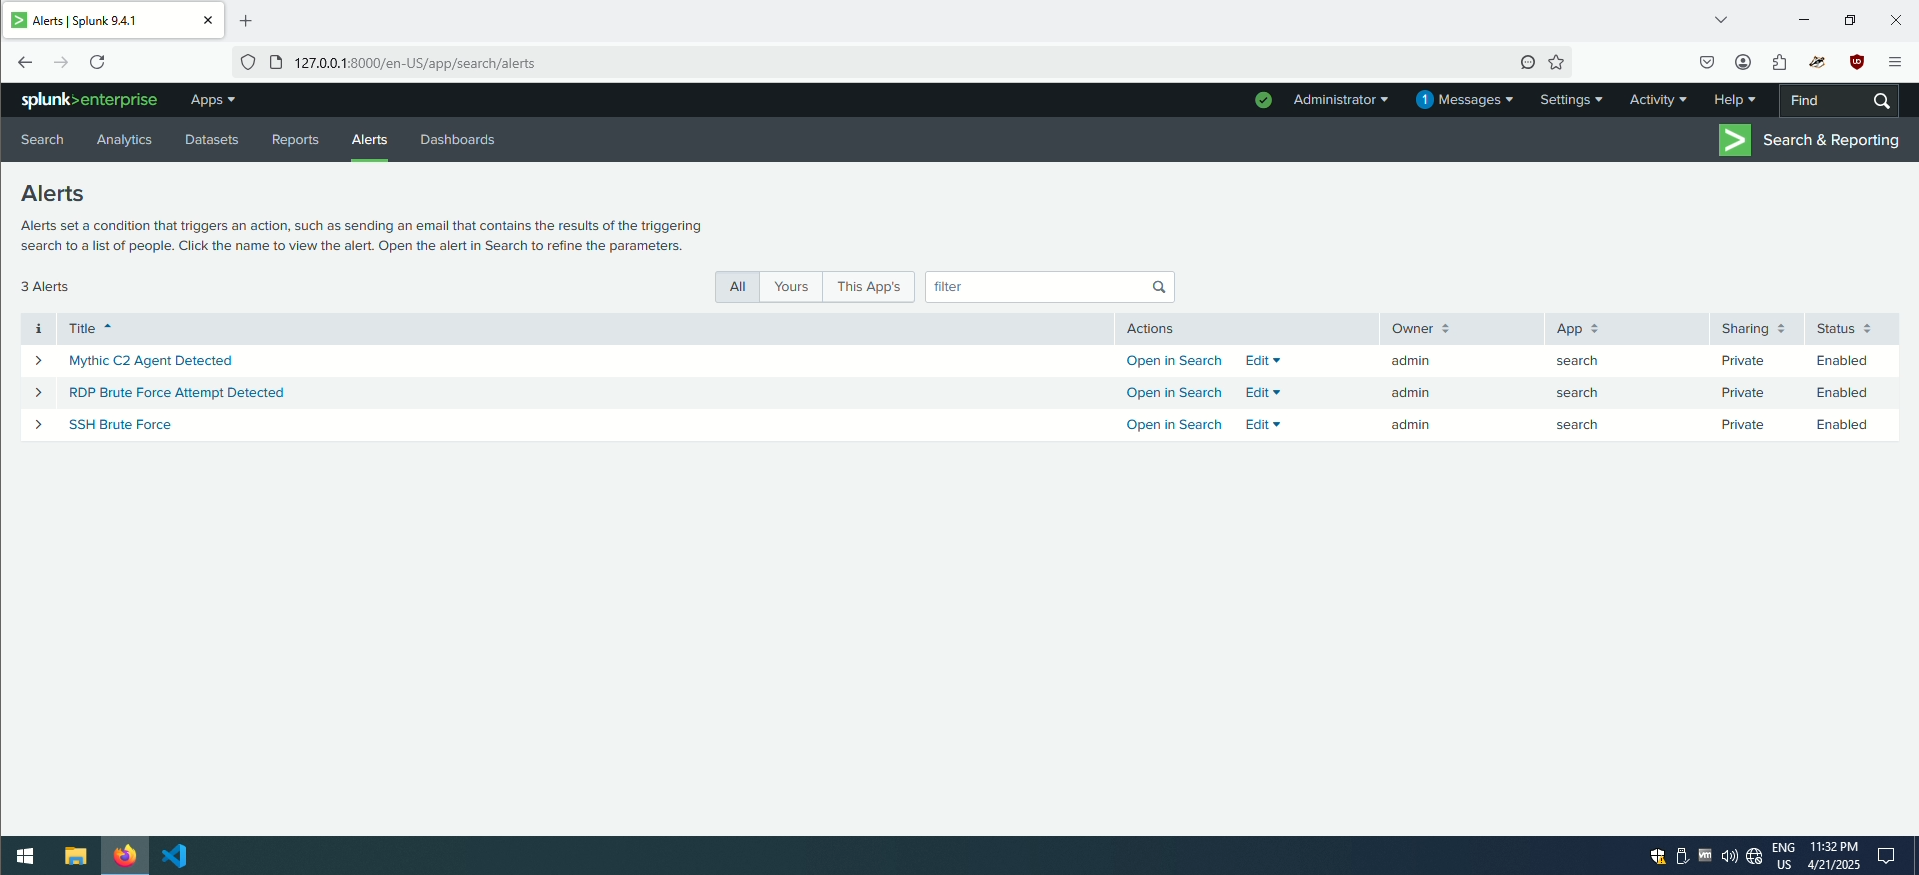 Alerts | Splunk 9.4.1
127.0.0.1:8000/en-US/app/search/alerts
splunk>enterprise Apps Administrator 1 Messages Settings Activity Help Find
Search Analytics Datasets Reports Alerts Dashboards Search & Reporting
Alerts
Alerts set a condition that triggers an action, such as sending an email that contains the results of the triggering
search to a list of people. Click the name to view the alert. Open the alert in Search to refine the parameters.
3 Alerts All Yours This App's filter
i Title Actions Owner App Sharing Status
Mythic C2 Agent Detected Open in Search Edit admin search Private Enabled
RDP Brute Force Attempt Detected Open in Search Edit admin search Private Enabled
SSH Brute Force Open in Search Edit admin search Private Enabled
ENG 11:32 PM
US 4/21/2025